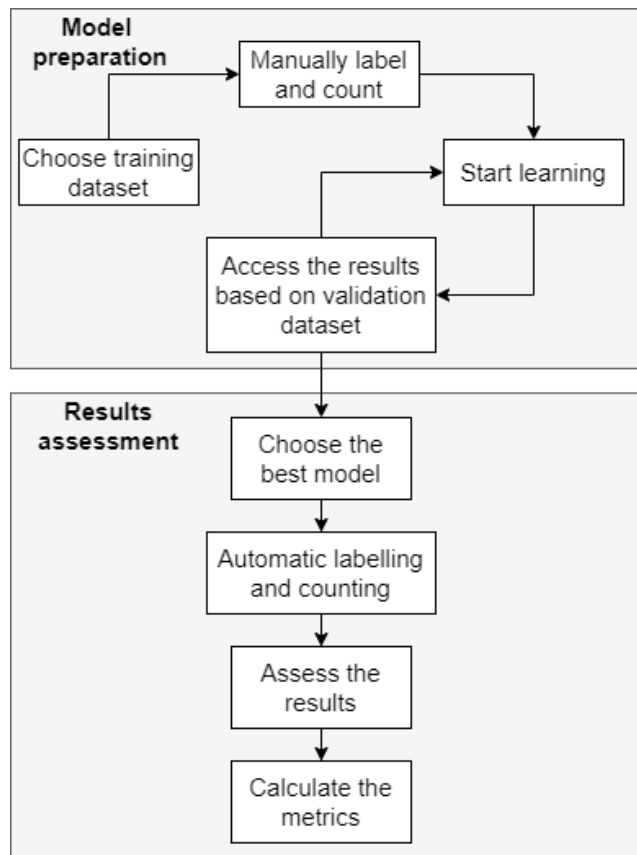 Model
preparation
Manually label
and count
Choose training
dataset
Start learning
Access the results
based on validation
dataset
Results
assessment
Choose the
best model
Automatic labelling
and counting
Assess the
results
Calculate the
metrics